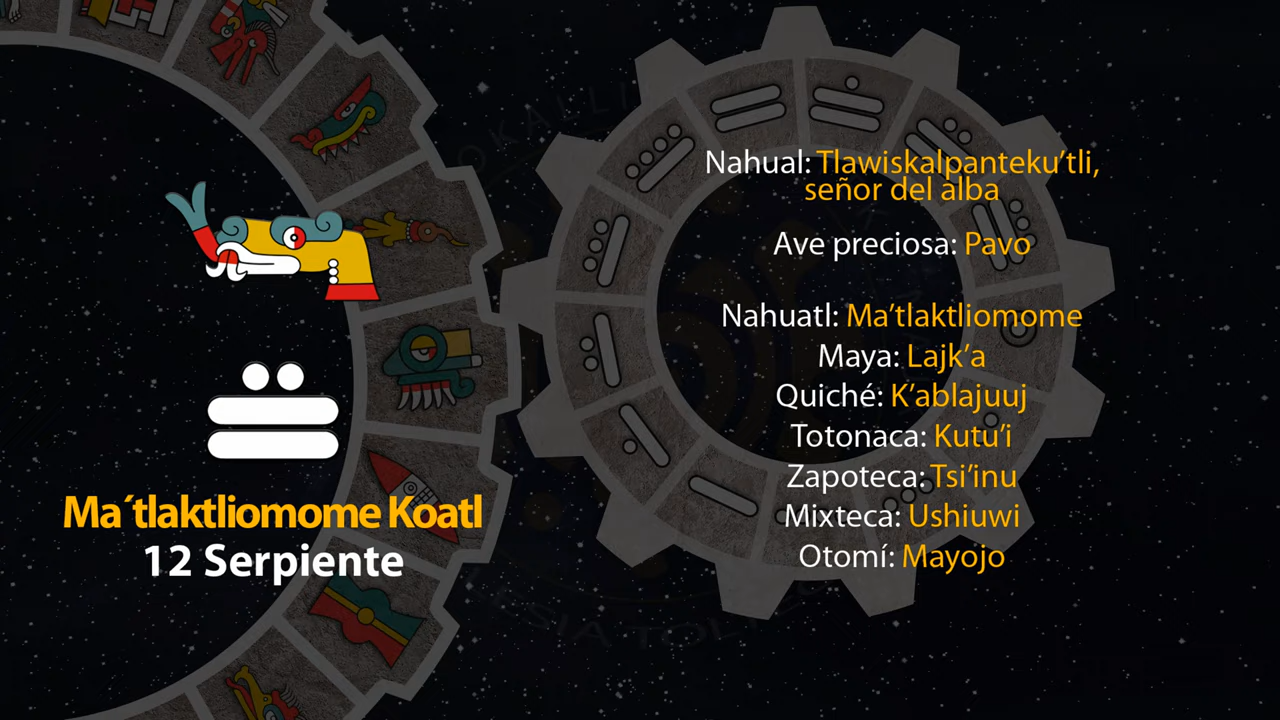 Ma´tlaktliomome Koatl
12 Serpiente
Nahual: Tlawiskalpanteku’tli,
señor del alba
Ave preciosa: Pavo
Nahuatl: Ma’tlaktliomome
Maya: Lajk’a
Quiché: K’ablajuuj
Totonaca: Kutu’i
Zapoteca: Tsi’inu
Mixteca: Ushiuwi
Otomí: Mayojo